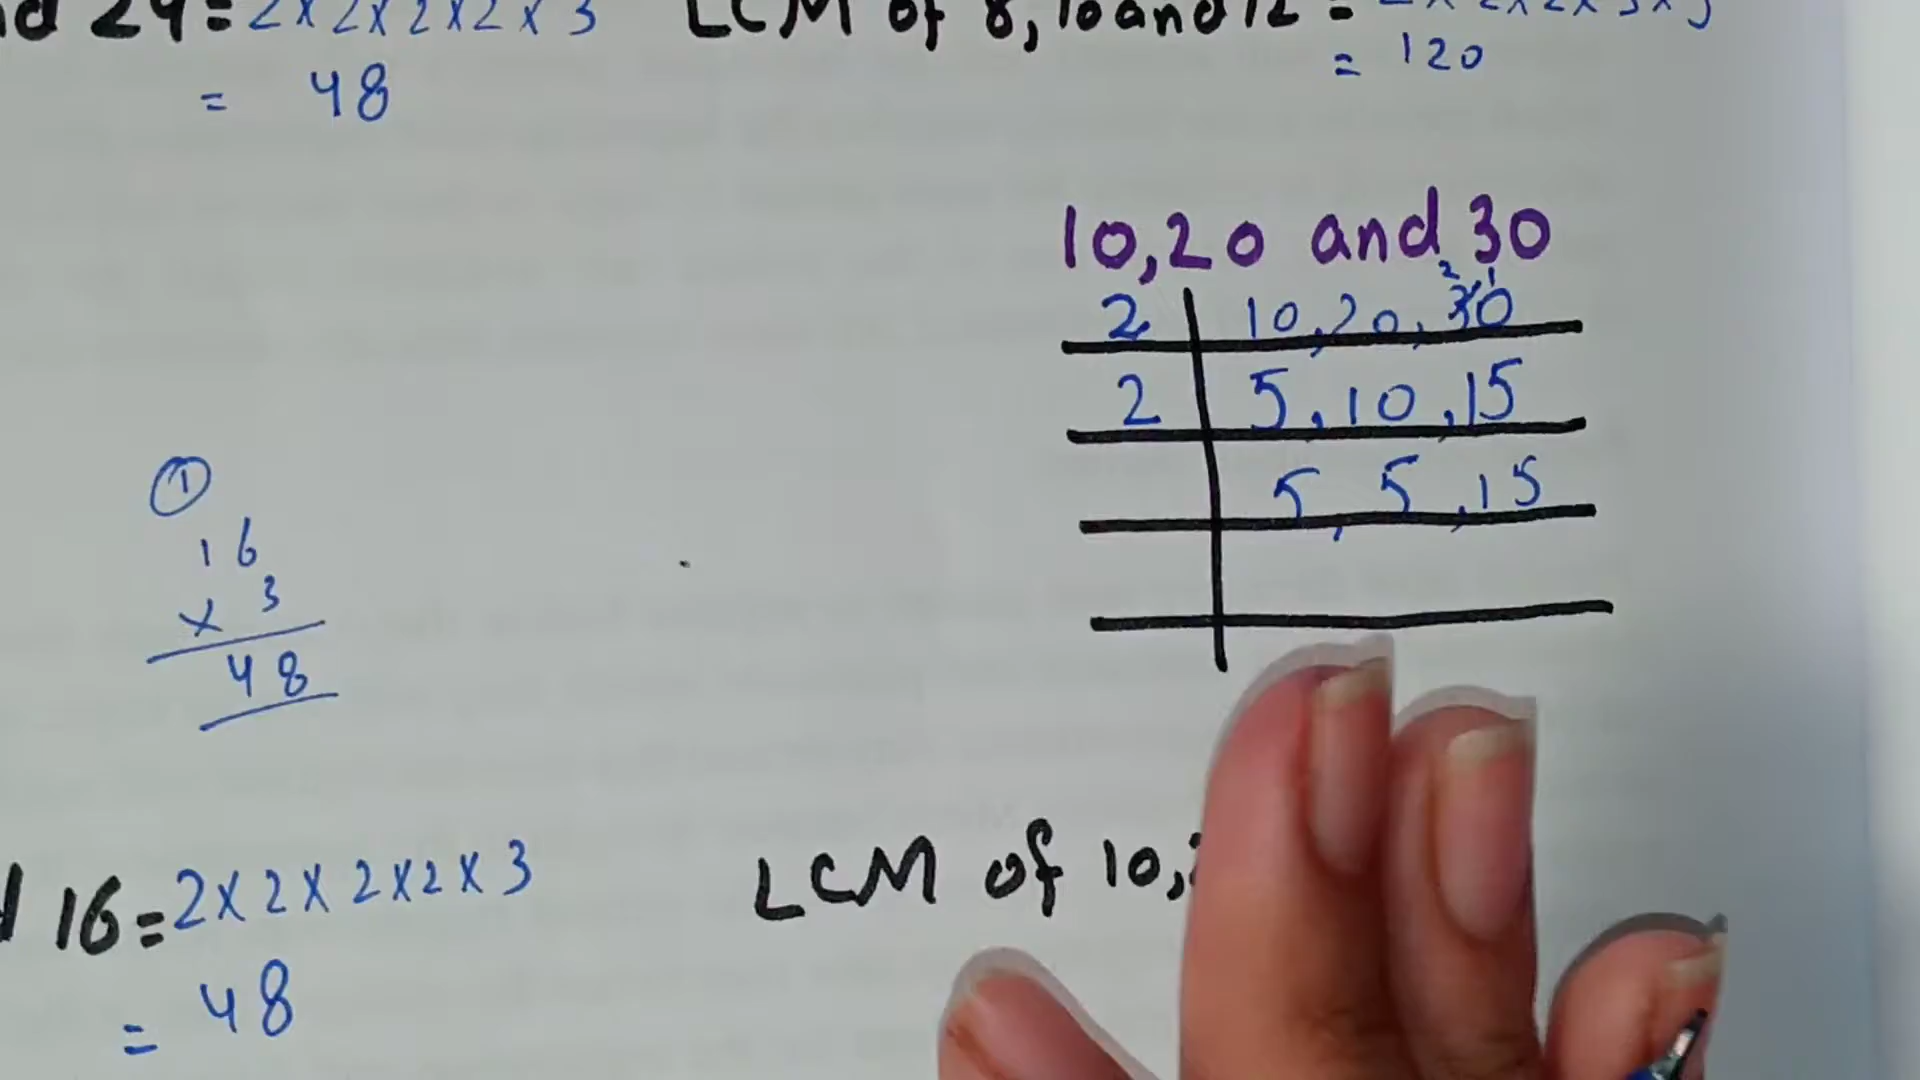 24 = 2 x 2 x 2 x 2 x 3
= 48
LCM of 8, 10 and 12 =
= 120
10, 20 and 30
2 10, 20, 30
2 5, 10, 15
5, 5, 15
1
16
x 3
48
16 = 2 x 2 x 2 x 2 x 3
= 48
LCM of 10,